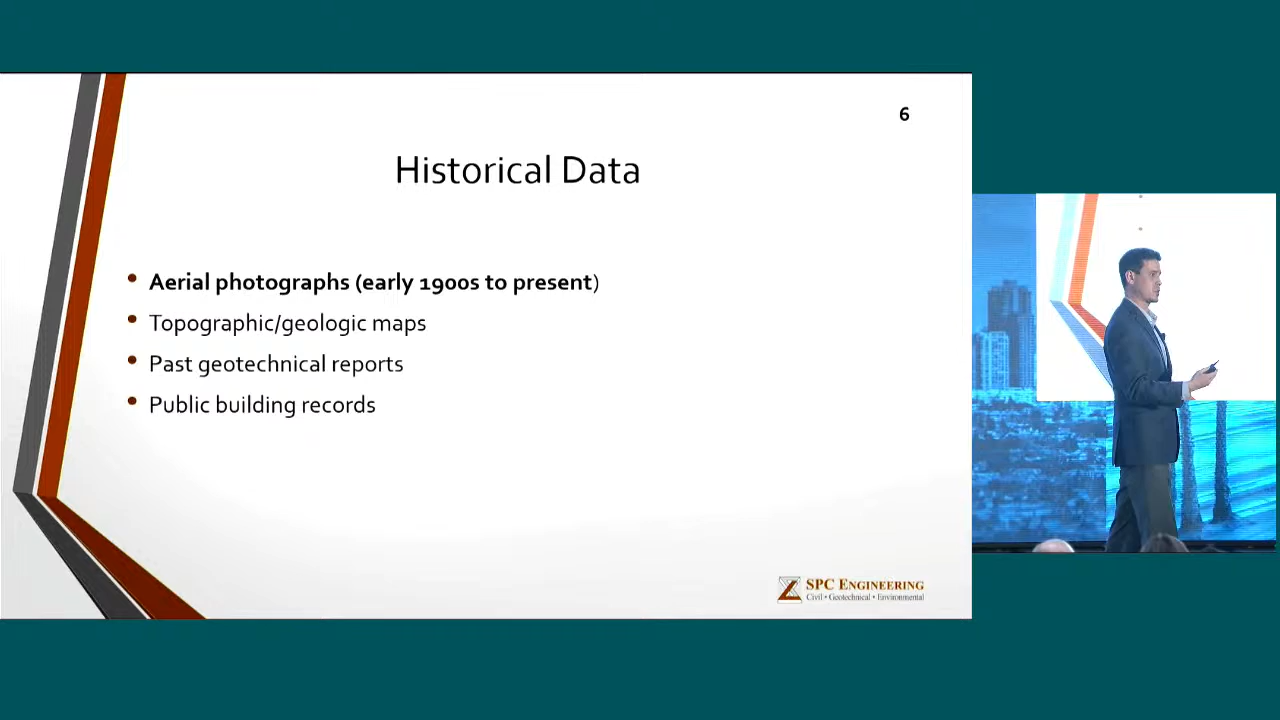 6
Historical Data
• Aerial photographs (early 1900s to present)
• Topographic/geologic maps
• Past geotechnical reports
• Public building records
SPC ENGINEERING
Civil • Geotechnical • Environmental